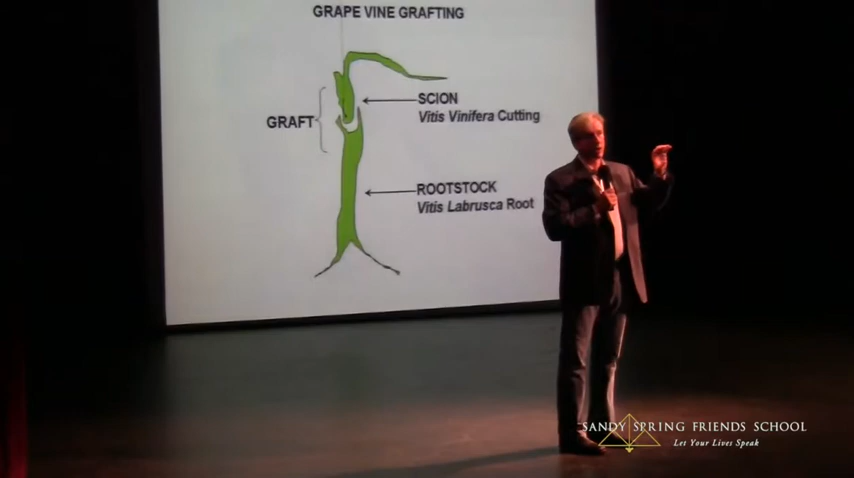 GRAPE VINE GRAFTING
SCION
Vitis Vinifera Cutting
GRAFT
ROOTSTOCK
Vitis Labrusca Root
SANDY SPRING FRIENDS SCHOOL
Let Your Lives Speak